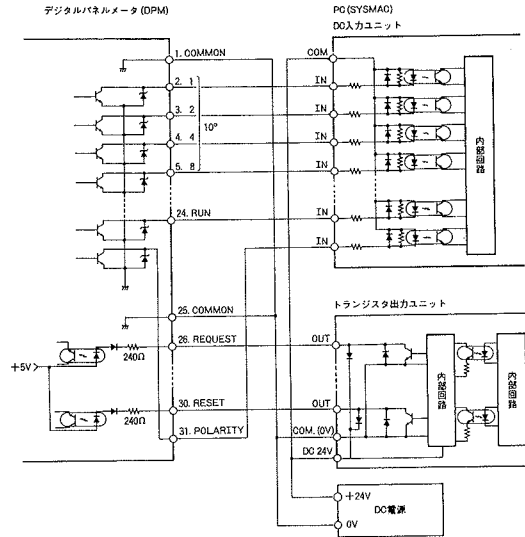 デジタルパネルメータ(DPM)
PC(SYSMAC)
DC入力ユニット
1. COMMON
COM
2. 1
IN
3. 2
IN
10⁰
4. 4
IN
5. 8
IN
内部回路
24. RUN
IN
IN
25. COMMON
トランジスタ出力ユニット
26. REQUEST
OUT
+5V
240Ω
内部回路
内部回路
30. RESET
OUT
240Ω
31. POLARITY
COM. (0V)
DC 24V
+24V
DC電源
0V